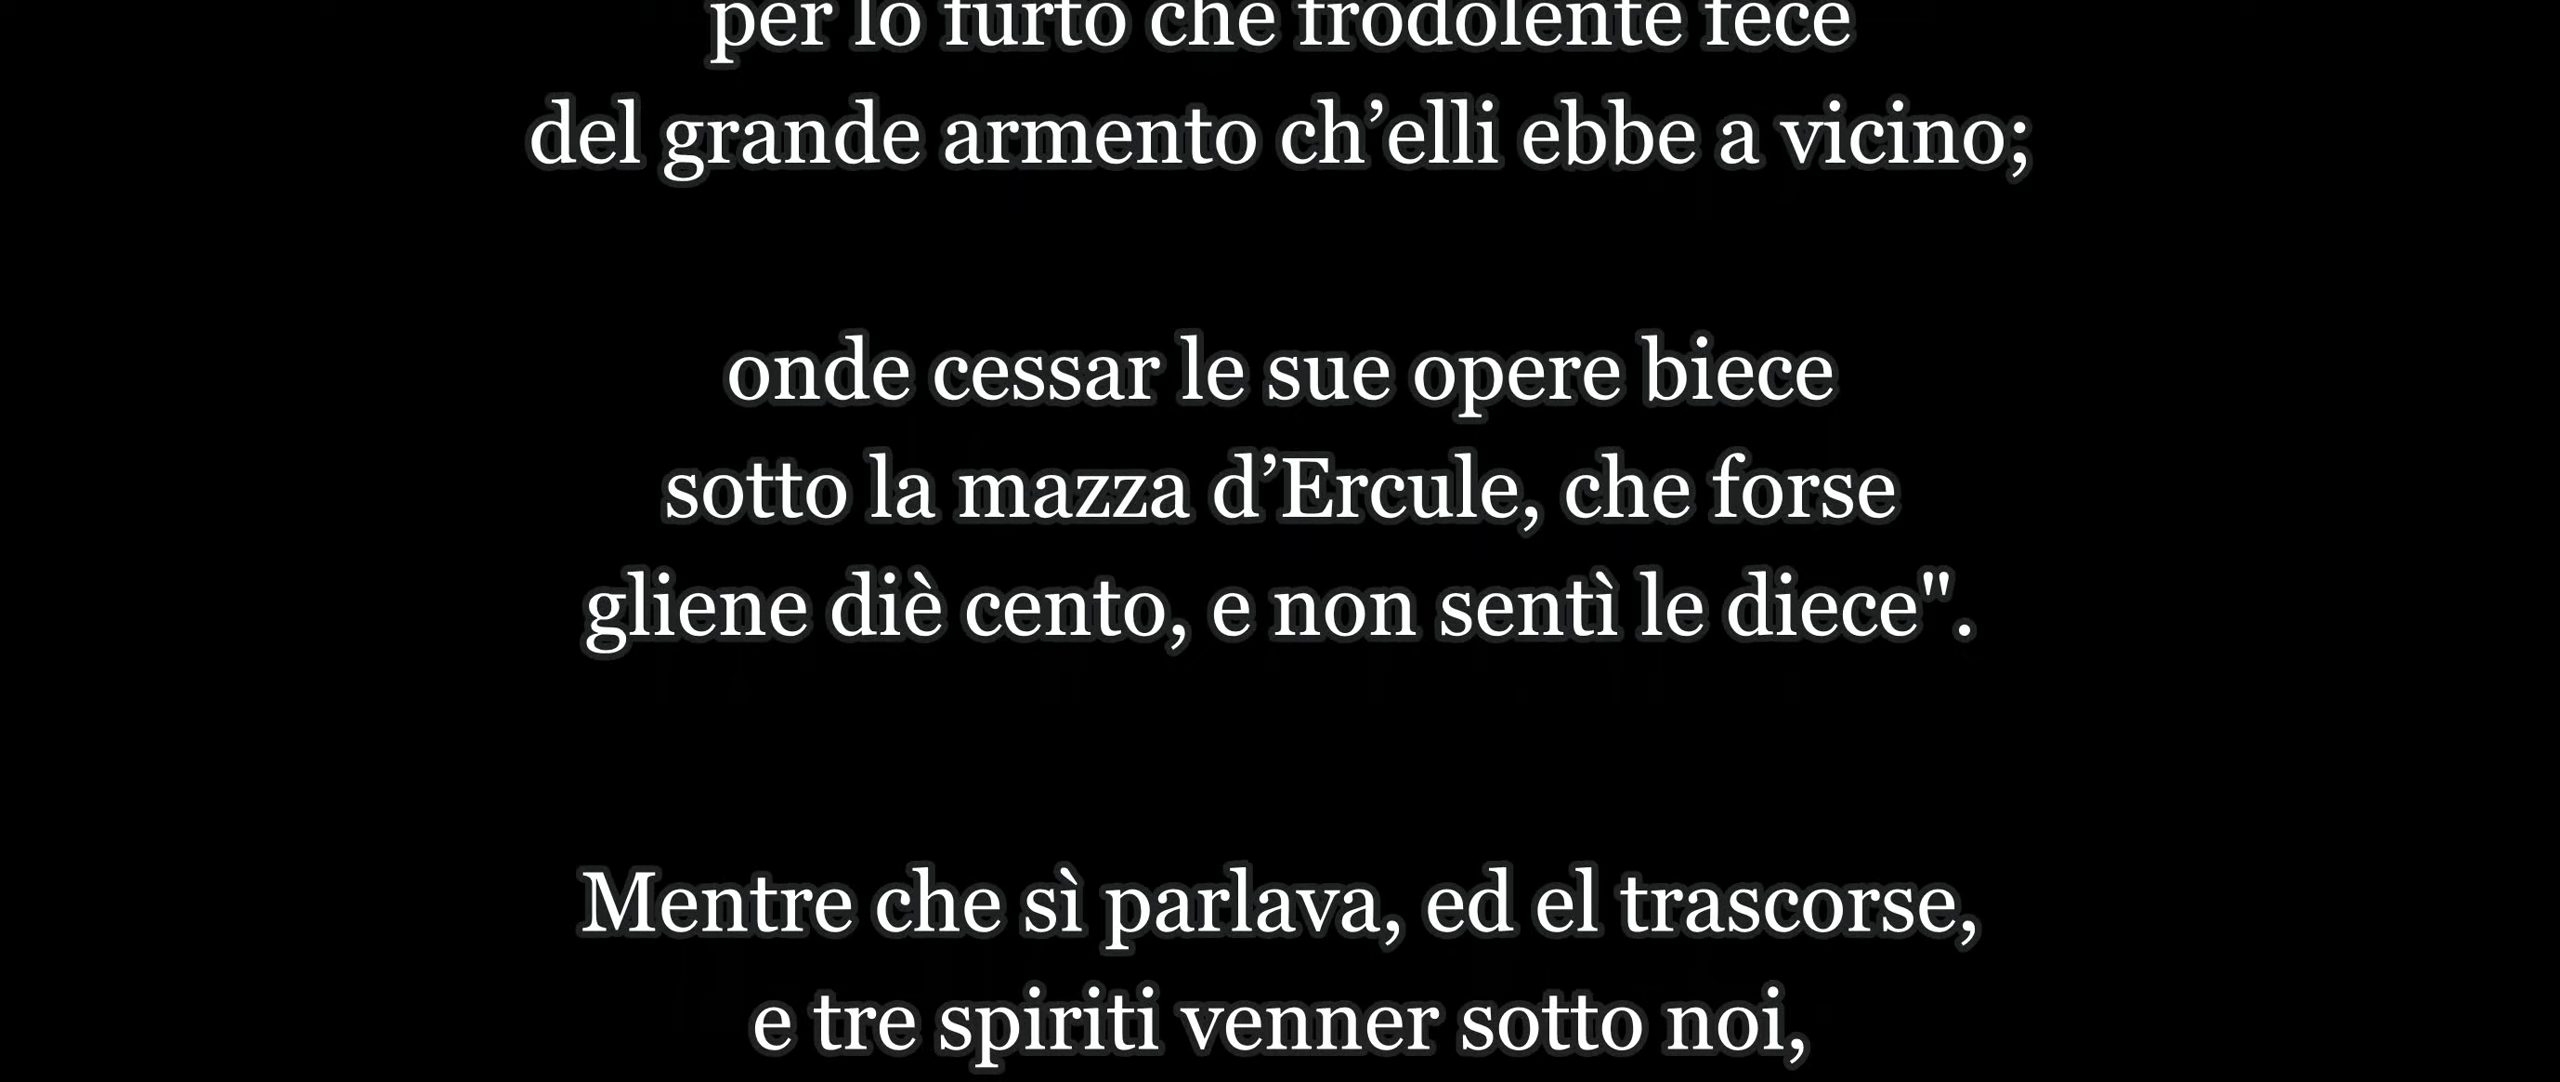 per lo furto che frodolente fece
del grande armento ch’elli ebbe a vicino;
onde cessar le sue opere biece
sotto la mazza d’Ercule, che forse
gliene diè cento, e non sentì le diece".
Mentre che sì parlava, ed el trascorse,
e tre spiriti venner sotto noi,